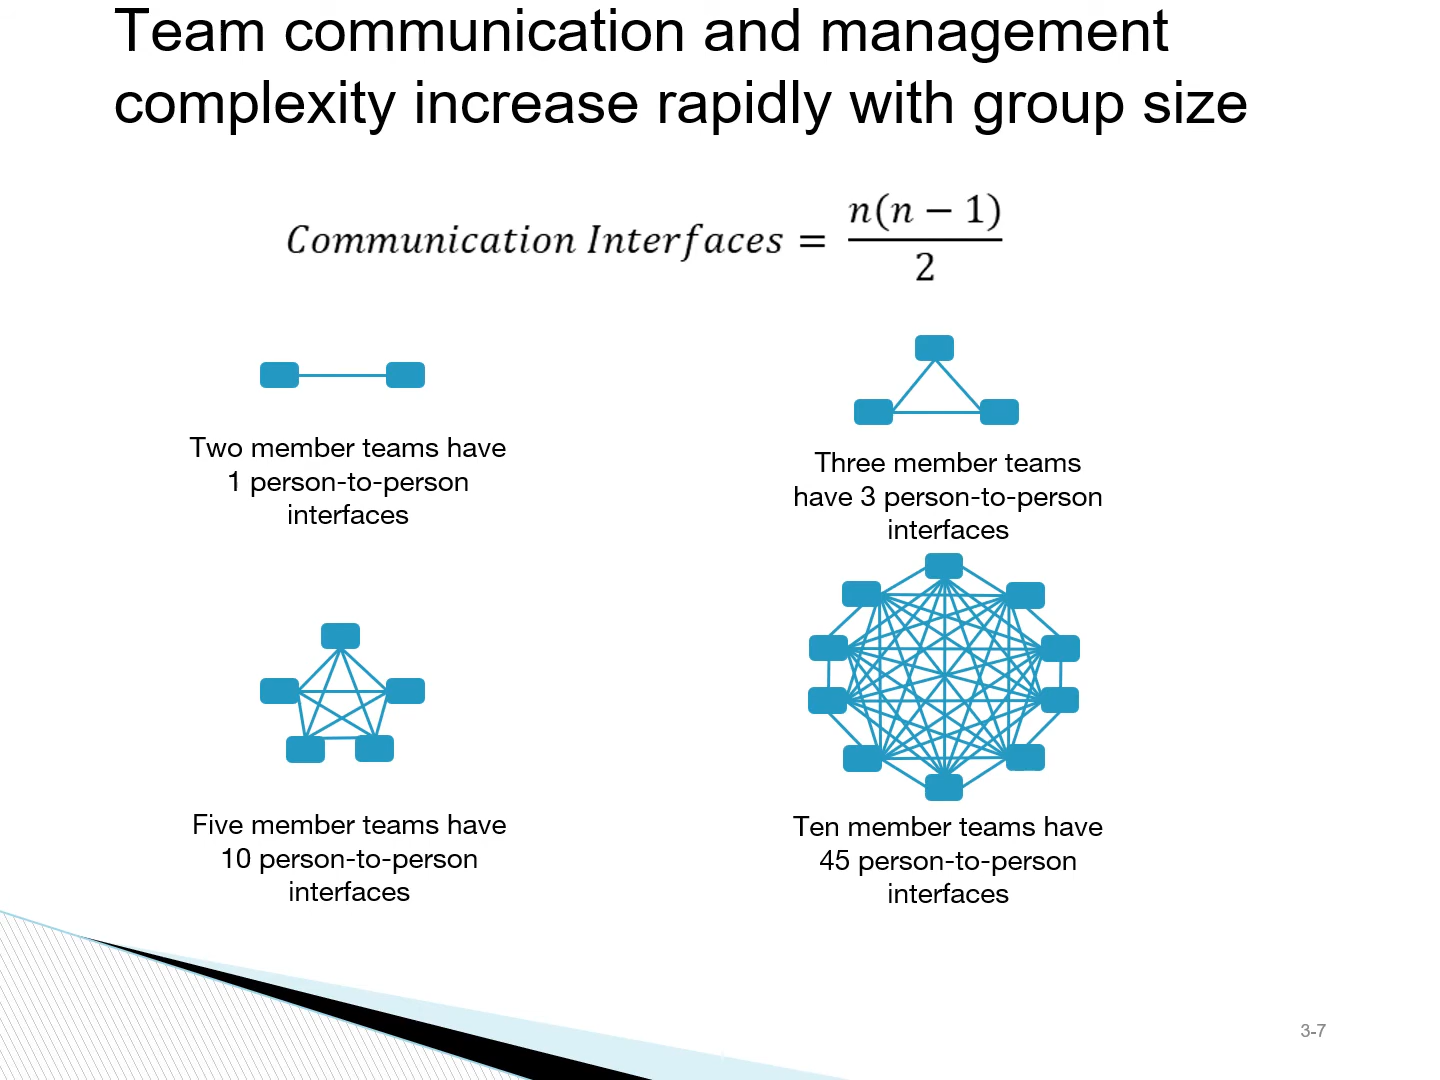 Team communication and management
complexity increase rapidly with group size
Communication Interfaces = n(n − 1)
2
Two member teams have
1 person-to-person
interfaces
Three member teams
have 3 person-to-person
interfaces
Five member teams have
10 person-to-person
interfaces
Ten member teams have
45 person-to-person
interfaces
3-7